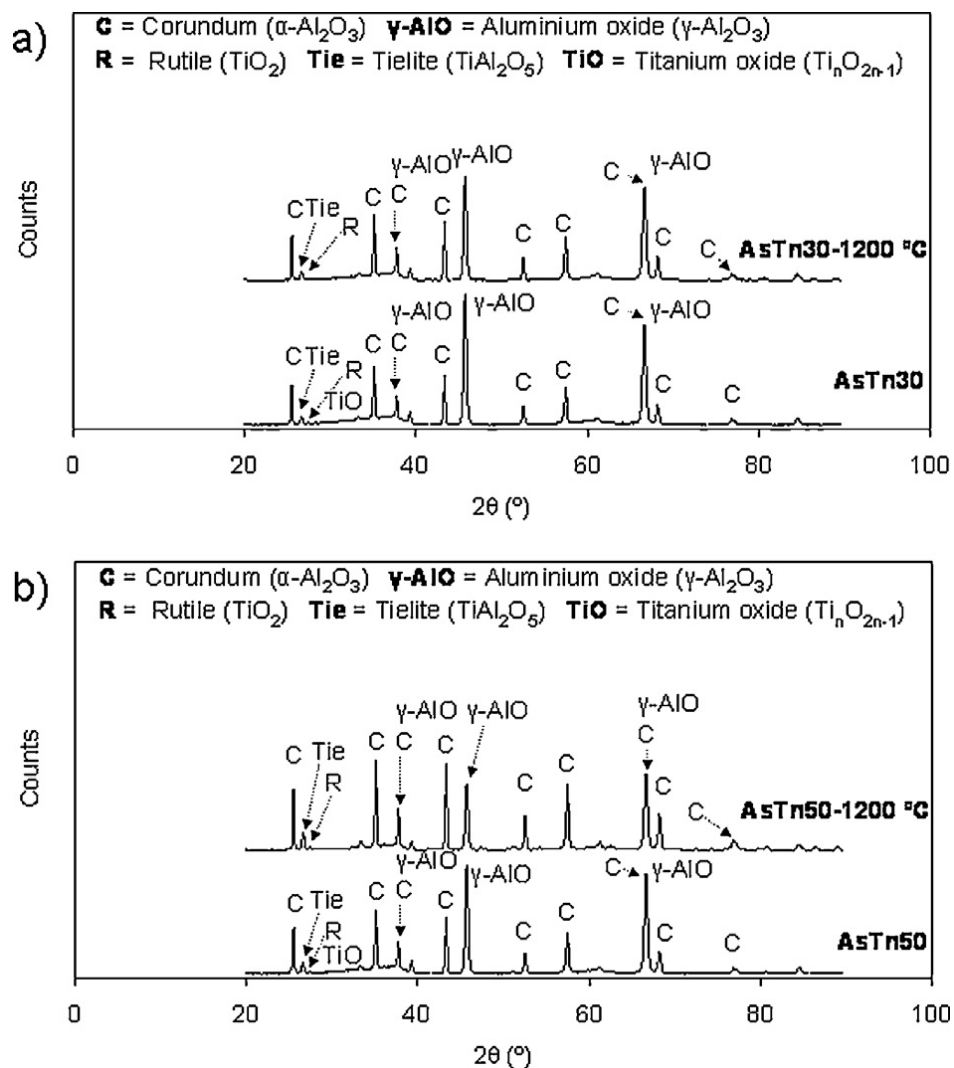 a)
C = Corundum (α-Al₂O₃) γ-AlO = Aluminium oxide (γ-Al₂O₃)
R = Rutile (TiO₂) Tie = Tielite (TiAl₂O₅) TiO = Titanium oxide (TiₙO₂ₙ₋₁)
Counts
C Tie R C γ-AlO C C γ-AlO C C C γ-AlO C C
AsTn30-1200 ºC
C Tie R TiO C γ-AlO C C γ-AlO C C C γ-AlO C C
AsTn30
0 20 40 60 80 100
2θ (º)
b)
C = Corundum (α-Al₂O₃) γ-AlO = Aluminium oxide (γ-Al₂O₃)
R = Rutile (TiO₂) Tie = Tielite (TiAl₂O₅) TiO = Titanium oxide (TiₙO₂ₙ₋₁)
Counts
C Tie R C γ-AlO C C γ-AlO C C γ-AlO C C C
AsTn50-1200 ºC
C Tie R TiO C γ-AlO C C γ-AlO C C C γ-AlO C C
AsTn50
0 20 40 60 80 100
2θ (º)